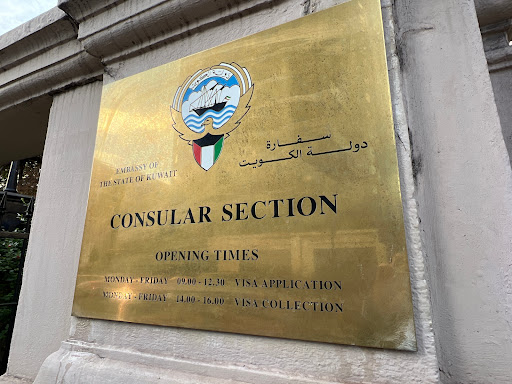 EMBASSY OF
THE STATE OF KUWAIT
سفارة
دولة الكويت
CONSULAR SECTION
OPENING TIMES
MONDAY - FRIDAY 09.00 - 12.30 VISA APPLICATION
MONDAY - FRIDAY 14.00 - 16.00 VISA COLLECTION